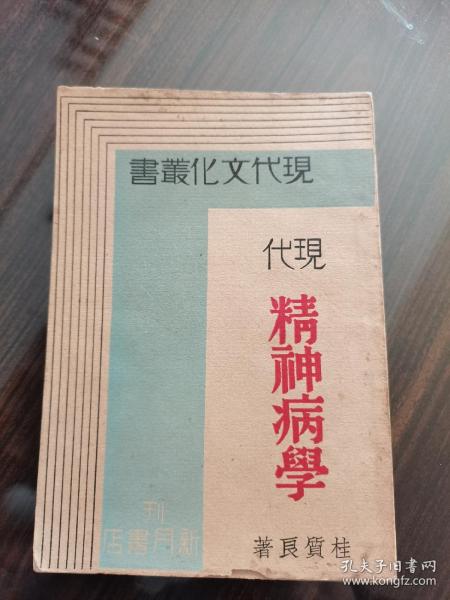 現代文化叢書
現代
精神病學
桂質良著
新月書店
刊
孔夫子旧书网
www.kongfz.com